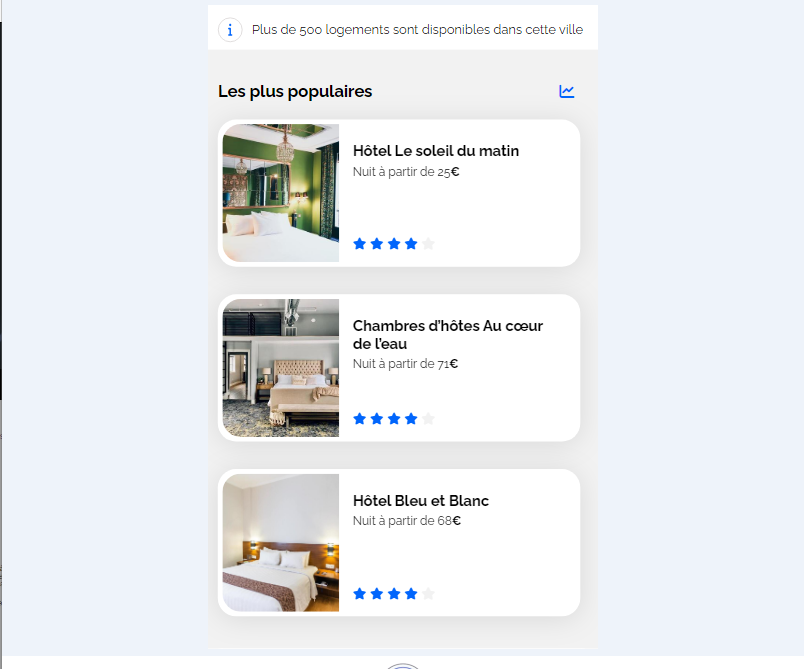 Plus de 500 logements sont disponibles dans cette ville
Les plus populaires
Hôtel Le soleil du matin
Nuit à partir de 25€
Chambres d'hôtes Au cœur
de l'eau
Nuit à partir de 71€
Hôtel Bleu et Blanc
Nuit à partir de 68€